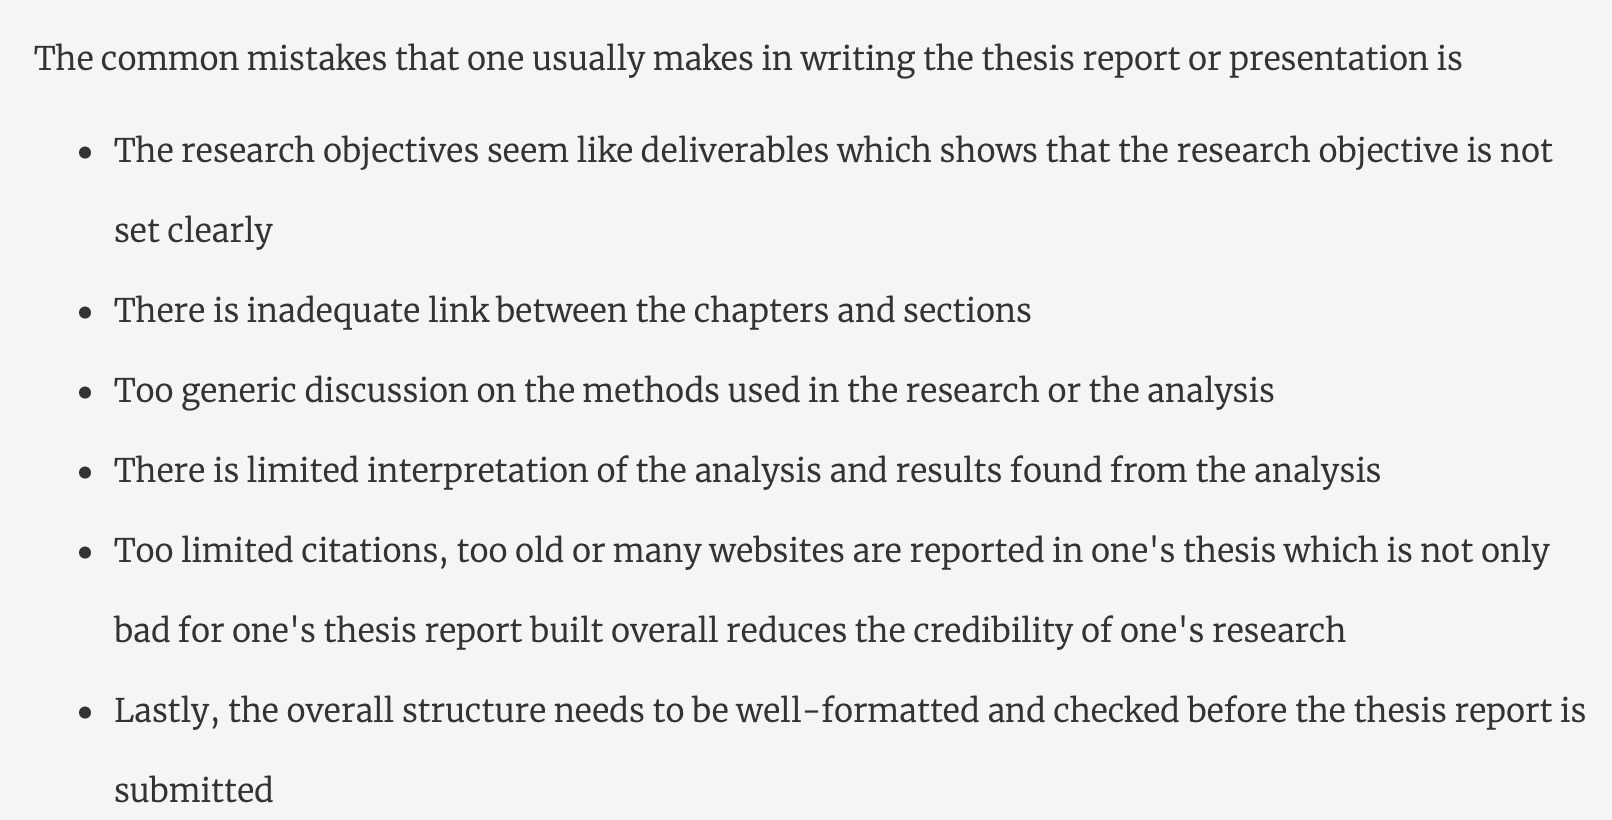 The common mistakes that one usually makes in writing the thesis report or presentation is
• The research objectives seem like deliverables which shows that the research objective is not
set clearly
• There is inadequate link between the chapters and sections
• Too generic discussion on the methods used in the research or the analysis
• There is limited interpretation of the analysis and results found from the analysis
• Too limited citations, too old or many websites are reported in one's thesis which is not only
bad for one's thesis report built overall reduces the credibility of one's research
• Lastly, the overall structure needs to be well-formatted and checked before the thesis report is
submitted